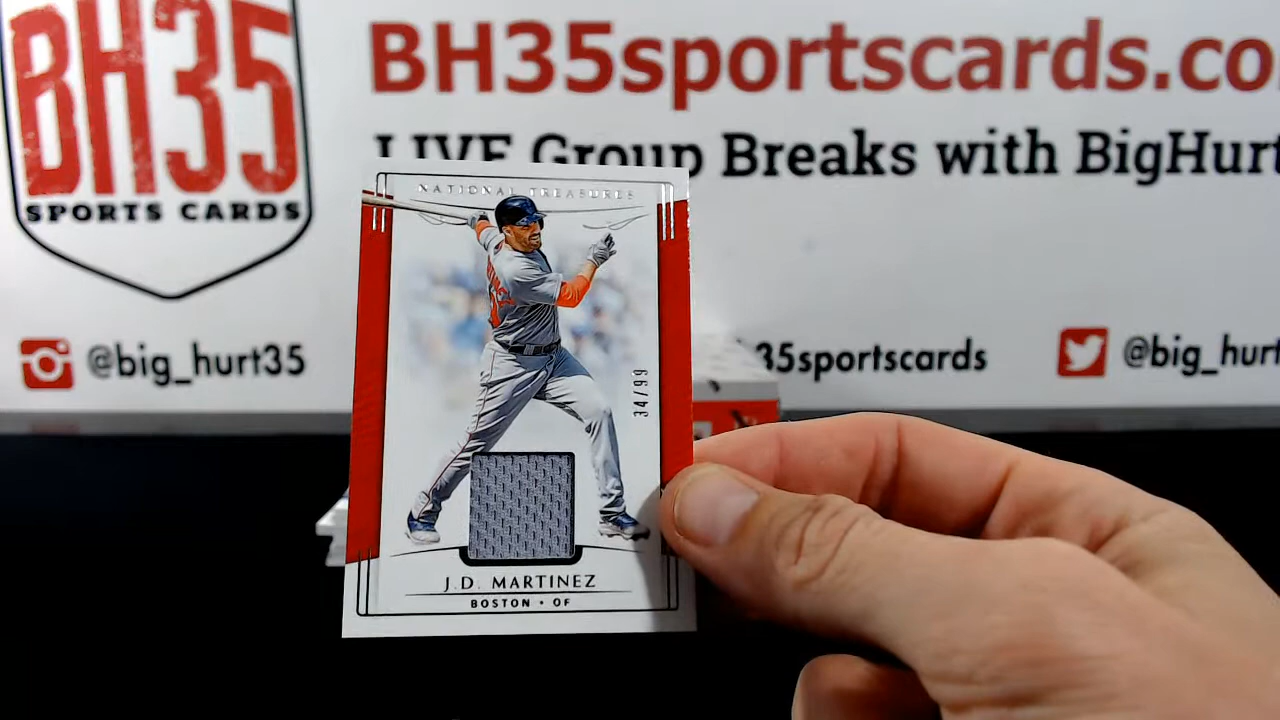 BH35
SPORTS CARDS
BH35sportscards.co
LIVE Group Breaks with BigHurt
@big_hurt35
35sportscards
@big_hurt
NATIONAL TREASURES
34/99
J.D. MARTINEZ
BOSTON • OF